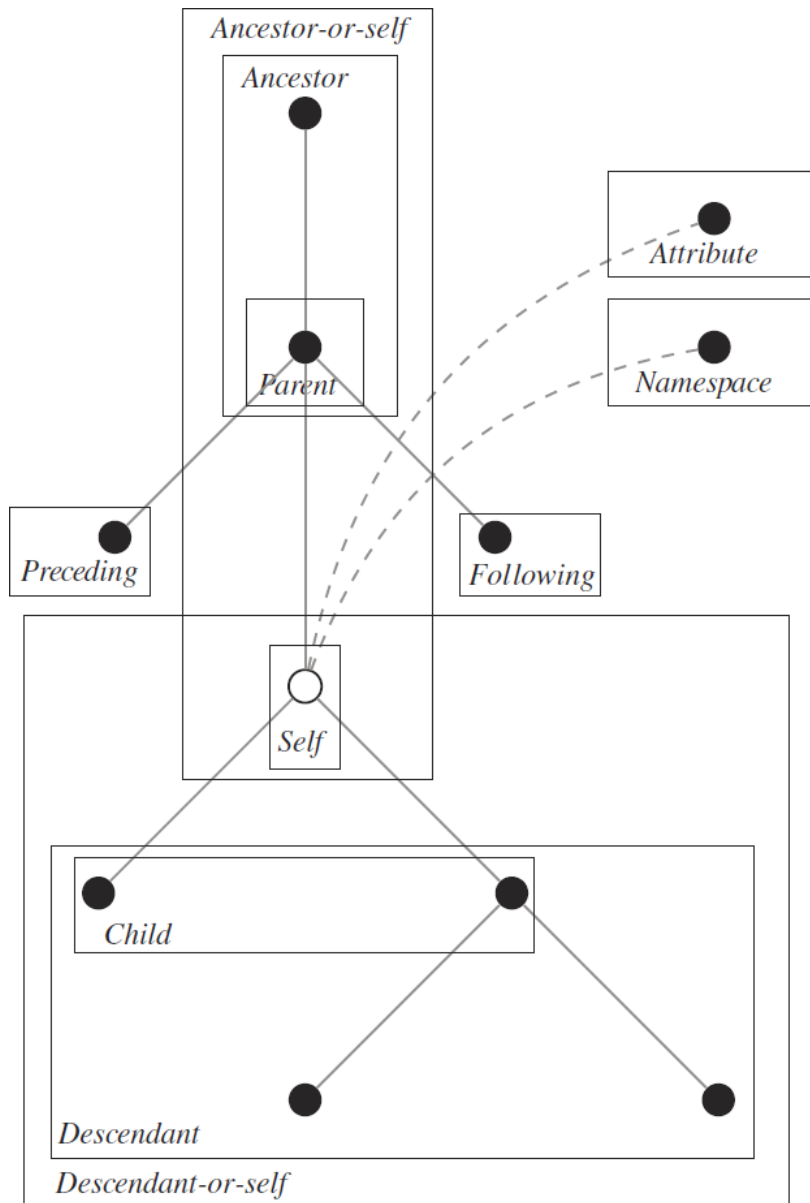 Ancestor-or-self
Ancestor
Attribute
Parent
Namespace
Preceding
Following
Self
Child
Descendant
Descendant-or-self